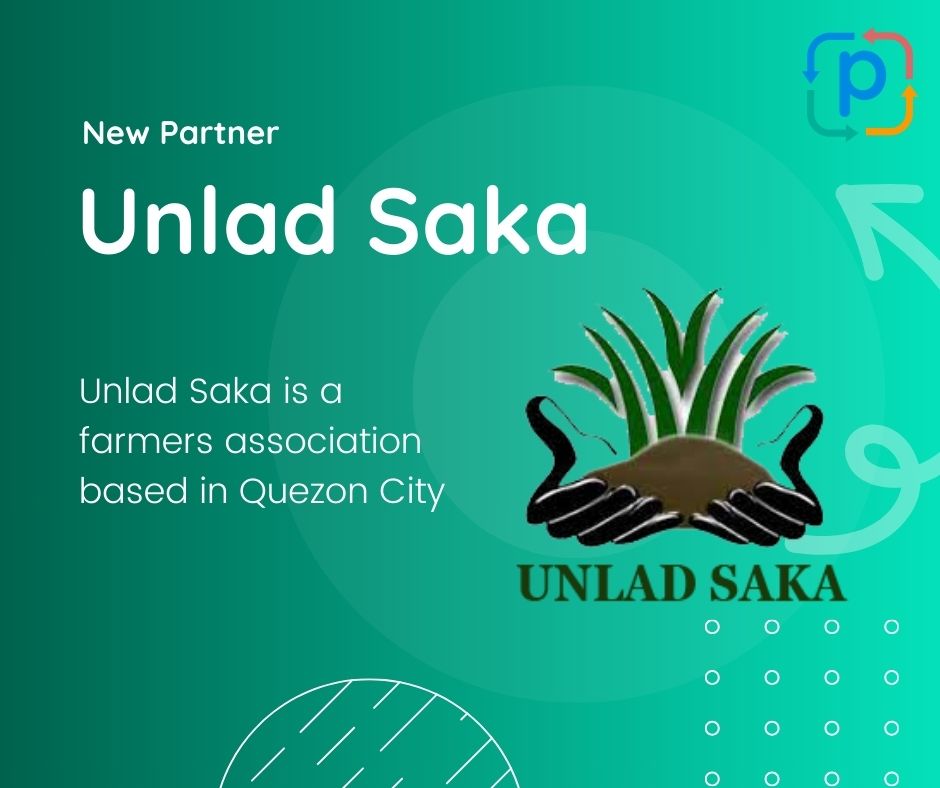 p
New Partner
Unlad Saka
Unlad Saka is a
farmers association
based in Quezon City
UNLAD SAKA